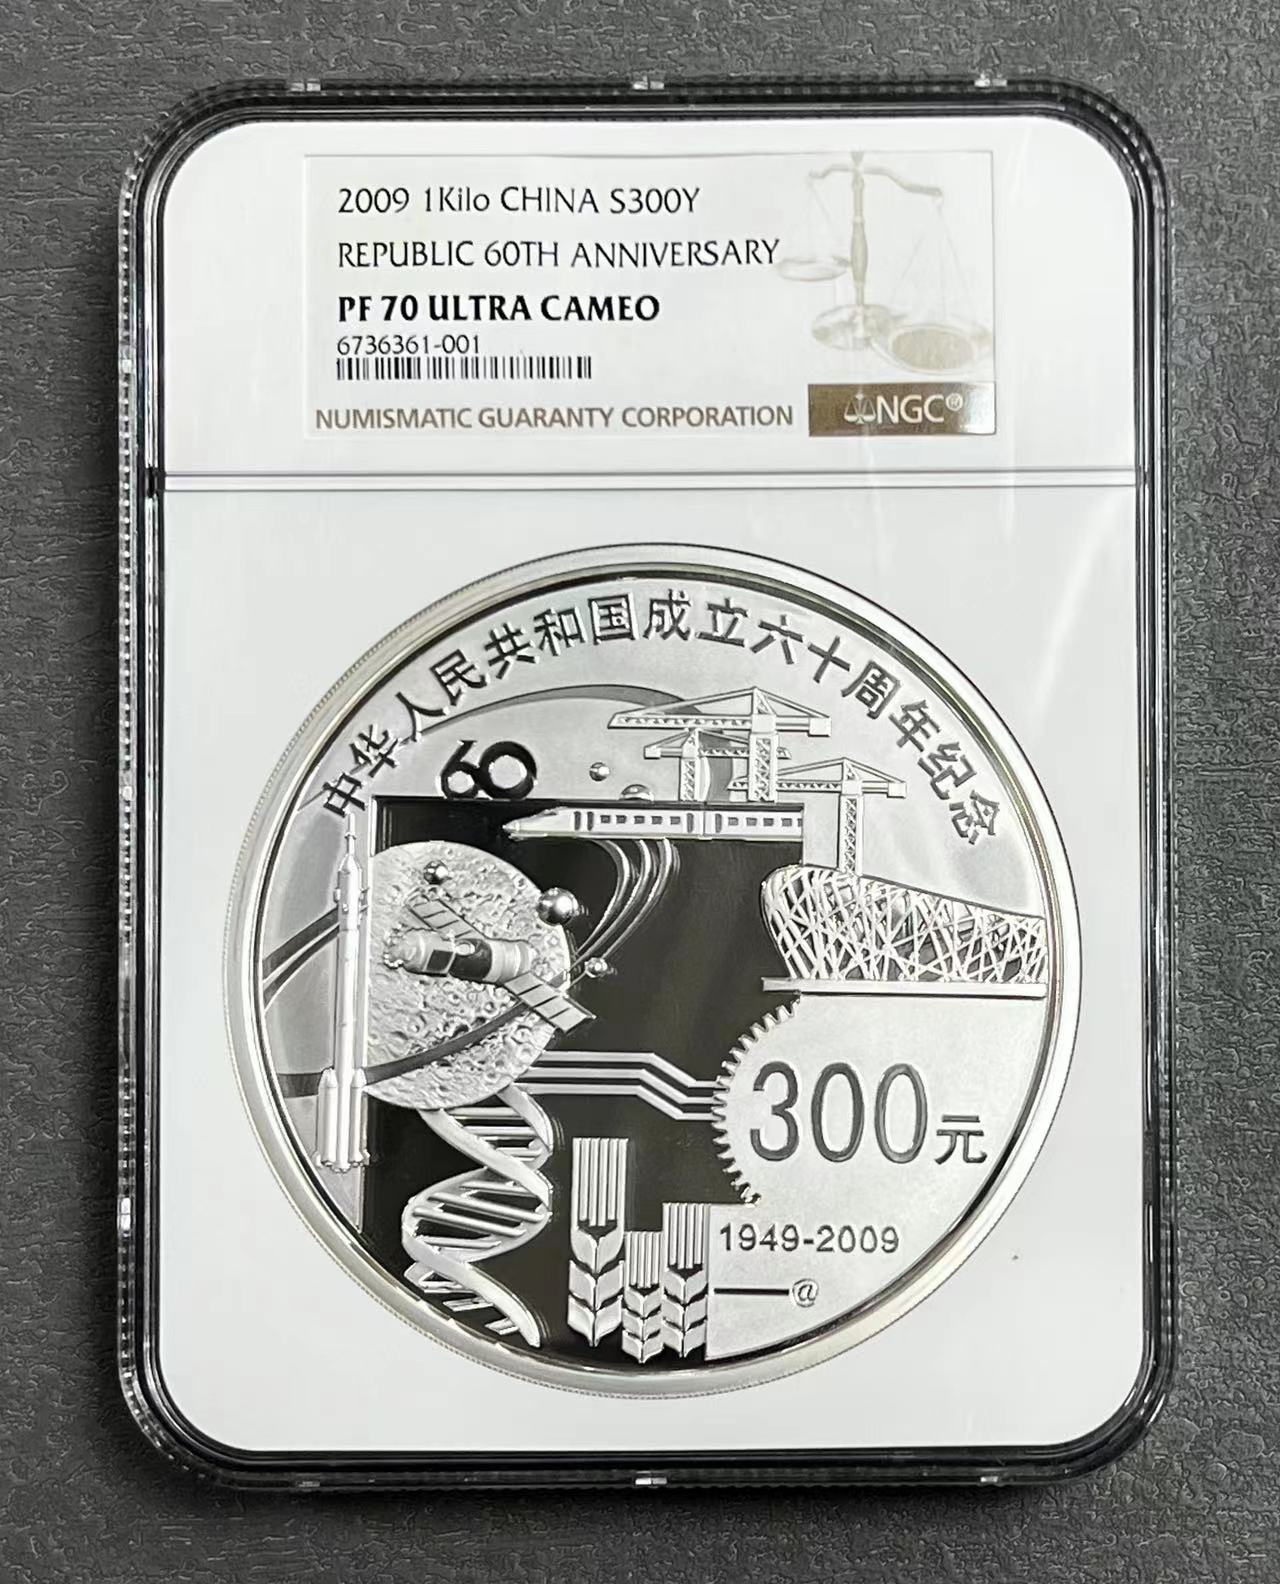 2009 1Kilo CHINA S300Y
REPUBLIC 60TH ANNIVERSARY
PF 70 ULTRA CAMEO
6736361-001
NUMISMATIC GUARANTY CORPORATION
NGC®
中华人民共和国成立六十周年纪念
60
300元
1949-2009
@